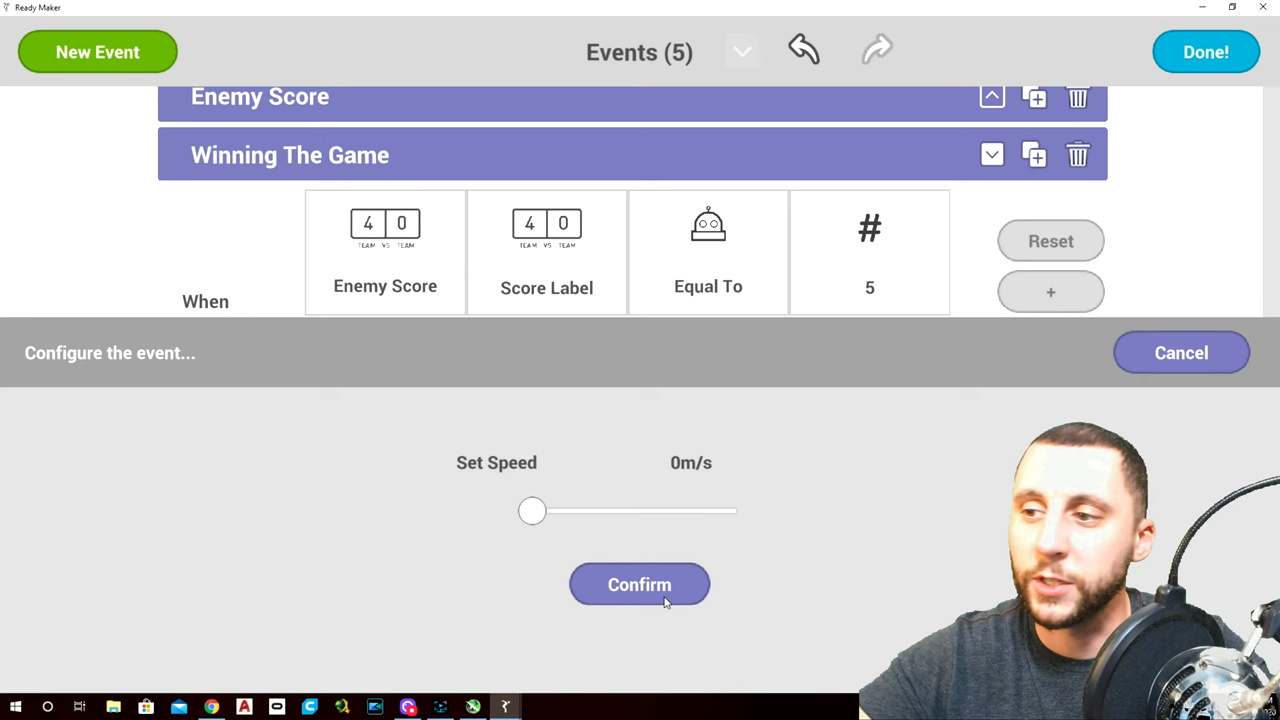 Ready Maker
New Event
Events (5)
Done!
Enemy Score
Winning The Game
When
4 0
TEAM VS TEAM
Enemy Score
4 0
TEAM VS TEAM
Score Label
Equal To
#
5
Reset
+
Configure the event...
Cancel
Set Speed
0m/s
Confirm